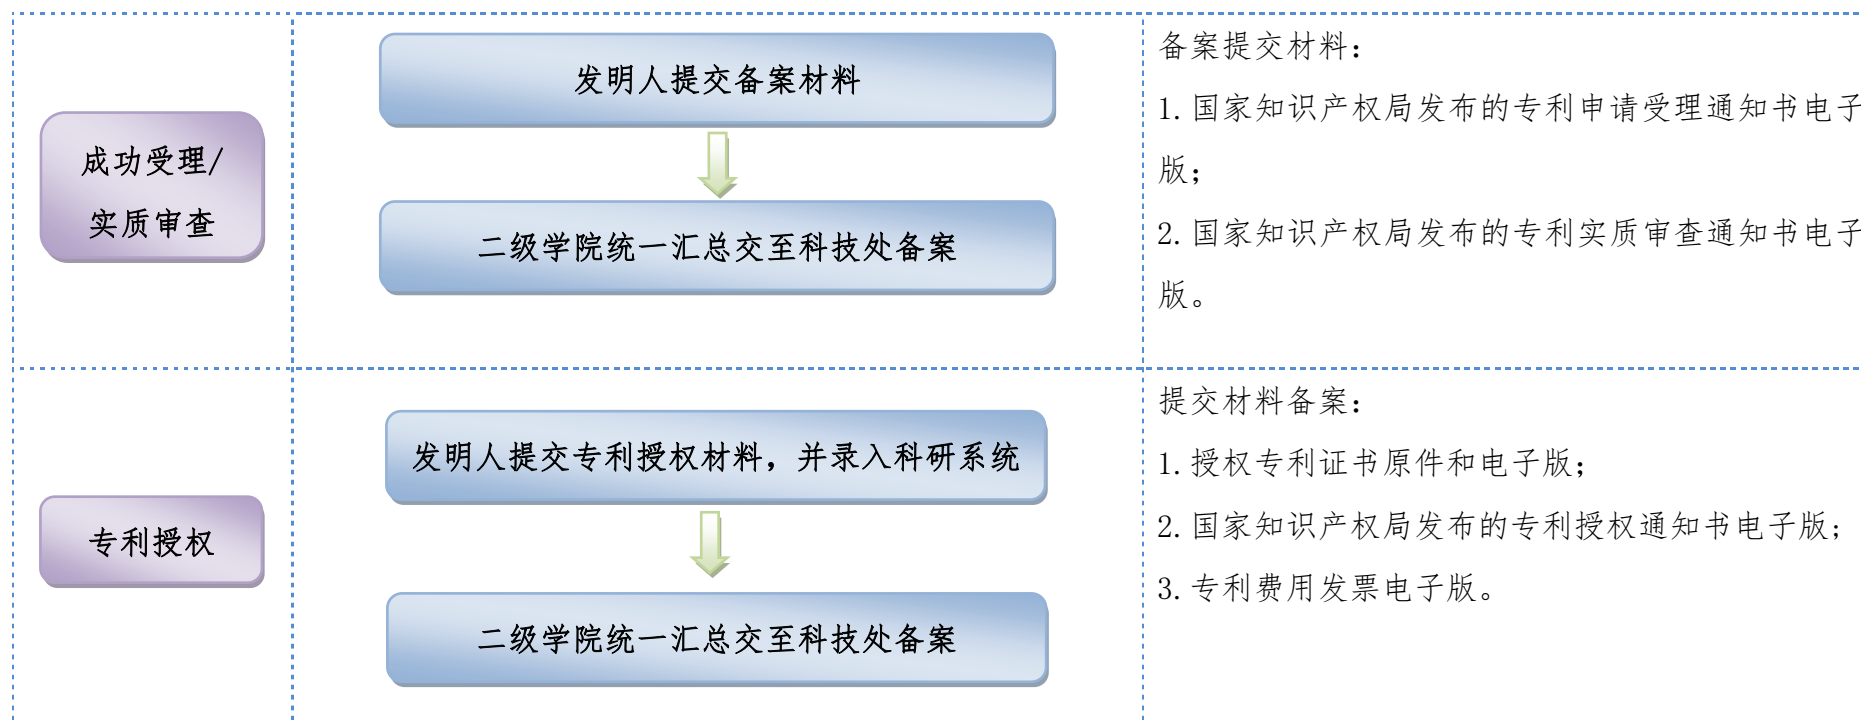 成功受理/
实质审查
发明人提交备案材料
二级学院统一汇总交至科技处备案
备案提交材料：
1.国家知识产权局发布的专利申请受理通知书电子
版；
2.国家知识产权局发布的专利实质审查通知书电子
版。
专利授权
发明人提交专利授权材料，并录入科研系统
二级学院统一汇总交至科技处备案
提交材料备案：
1.授权专利证书原件和电子版；
2.国家知识产权局发布的专利授权通知书电子版；
3.专利费用发票电子版。